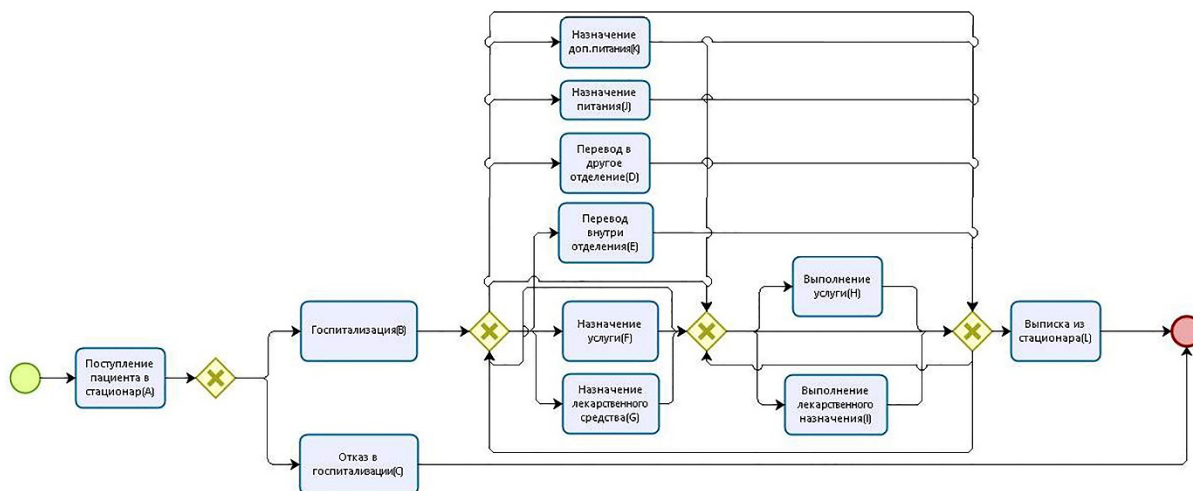 Назначение
доп.питания(K)
Назначение
питания(J)
Перевод в
другое
отделение(D)
Перевод
внутри
отделения(E)
Выполнение
услуги(H)
Госпитализация(B)
Назначение
услуги(F)
Выписка из
стационара(L)
Поступление
пациента в
стационар(A)
Назначение
лекарственного
средства(G)
Выполнение
лекарственного
назначения(I)
Отказ в
госпитализации(C)